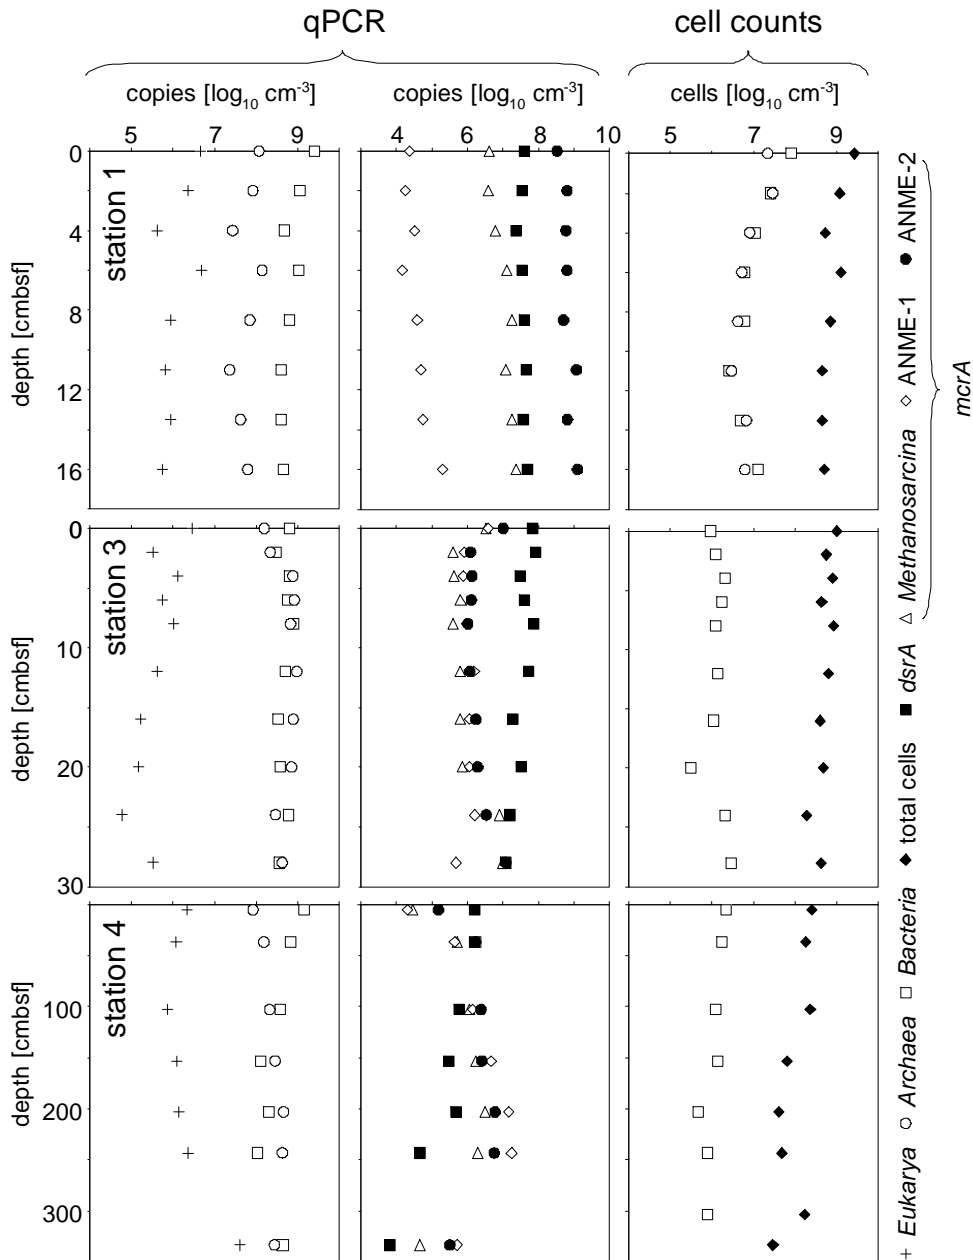 qPCR
cell counts
copies [log10 cm-3]
copies [log10 cm-3]
cells [log10 cm-3]
5 7 9
4 6 8 10
5 7 9
station 1
depth [cmbsf]
0
4
8
12
16
station 3
depth [cmbsf]
0
10
20
30
station 4
depth [cmbsf]
100
200
300
Eukarya Archaea Bacteria total cells dsrA Methanosarcina ANME-1 ANME-2
mcrA